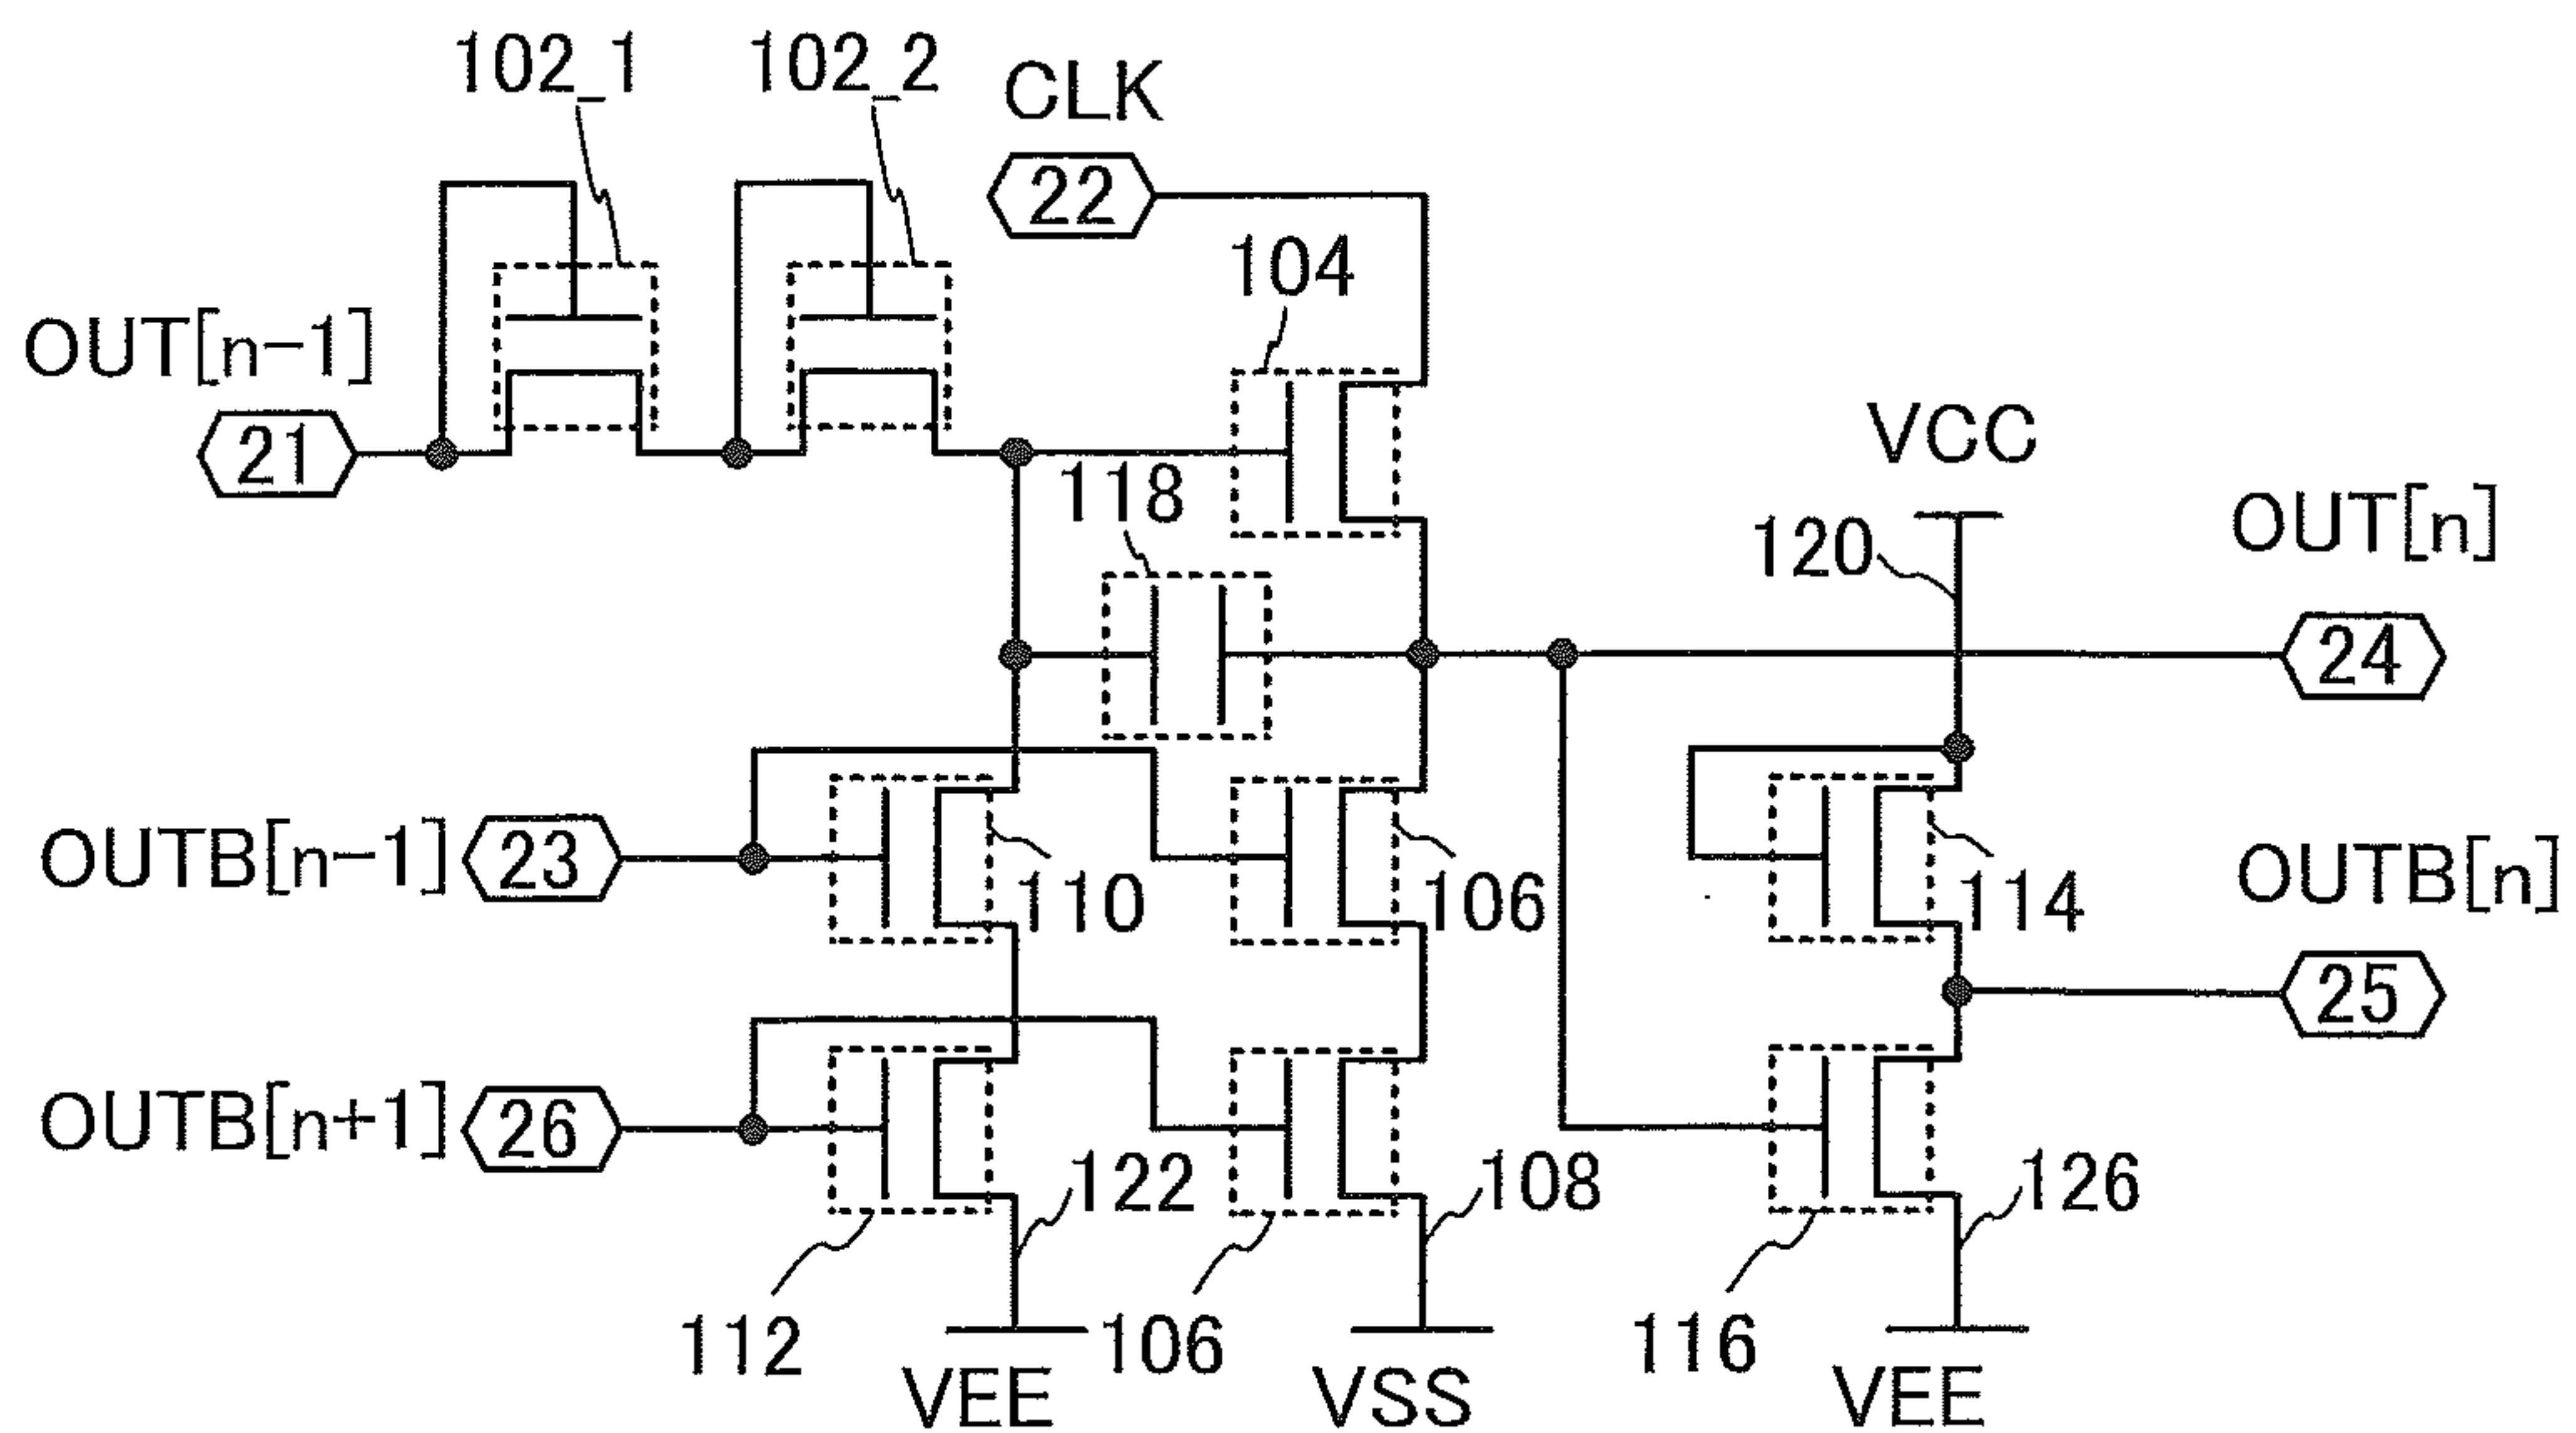 102_1
102_2
CLK
22
104
OUT[n-1]
21
118
VCC
120
OUT[n]
24
OUTB[n-1]
23
110
106
114
OUTB[n]
25
OUTB[n+1]
26
122
108
126
112
106
116
VEE
VSS
VEE